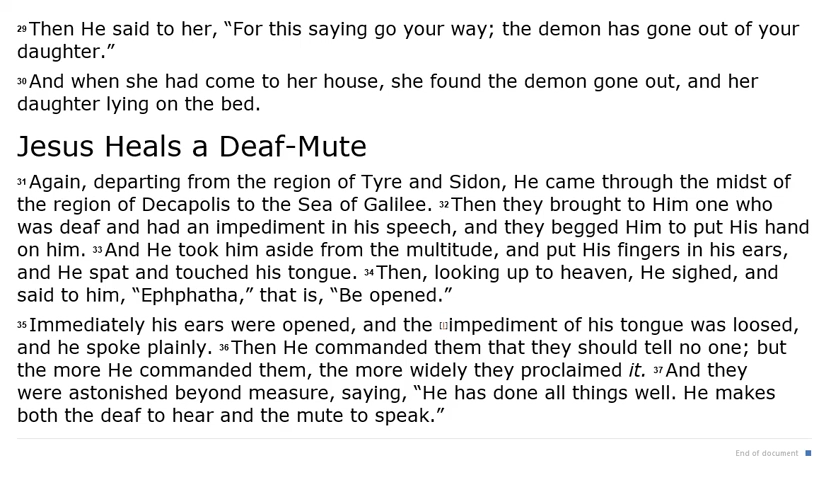 29Then He said to her, “For this saying go your way; the demon has gone out of your
daughter.”
30And when she had come to her house, she found the demon gone out, and her
daughter lying on the bed.
Jesus Heals a Deaf-Mute
31Again, departing from the region of Tyre and Sidon, He came through the midst of
the region of Decapolis to the Sea of Galilee. 32Then they brought to Him one who
was deaf and had an impediment in his speech, and they begged Him to put His hand
on him. 33And He took him aside from the multitude, and put His fingers in his ears,
and He spat and touched his tongue. 34Then, looking up to heaven, He sighed, and
said to him, “Ephphatha,” that is, “Be opened.”
35Immediately his ears were opened, and the [l]impediment of his tongue was loosed,
and he spoke plainly. 36Then He commanded them that they should tell no one; but
the more He commanded them, the more widely they proclaimed it. 37And they
were astonished beyond measure, saying, “He has done all things well. He makes
both the deaf to hear and the mute to speak.”
End of document